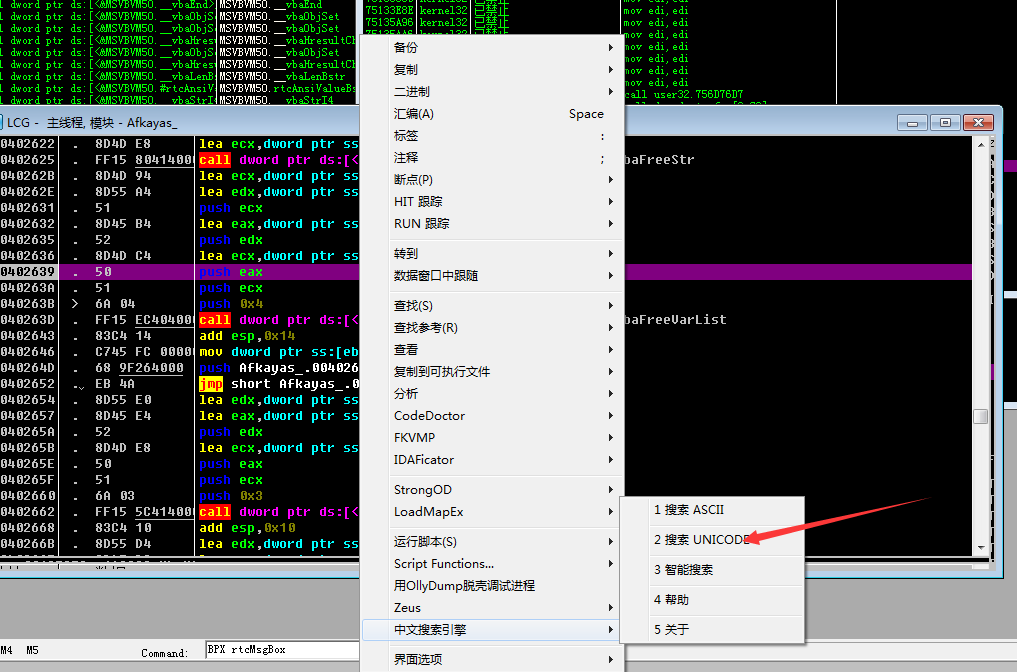 l dword ptr ds:[<&MSVBVM50.__vbaEnd>] MSVBVM50.__vbaEnd
l dword ptr ds:[<&MSVBVM50.__vbaObjS MSVBVM50.__vbaObjSet
l dword ptr ds:[<&MSVBVM50.__vbaObjS MSVBVM50.__vbaObjSet
l dword ptr ds:[<&MSVBVM50.__vbaHres MSVBVM50.__vbaHresultCh
l dword ptr ds:[<&MSVBVM50.__vbaObjS MSVBVM50.__vbaObjSet
l dword ptr ds:[<&MSVBVM50.__vbaHres MSVBVM50.__vbaHresultCh
l dword ptr ds:[<&MSVBVM50.__vbaLenB MSVBVM50.__vbaLenBstr
l dword ptr ds:[<&MSVBVM50.#rtcAnsiV MSVBVM50.rtcAnsiValueBs
l dword ptr ds:[<&MSVBVM50.__vbaStrI MSVBVM50.__vbaStrI4
75133BBE kernel32 已禁止
75135A96 kernel32 已禁止
mov edi,edi
mov edi,edi
mov edi,edi
mov edi,edi
mov edi,edi
mov edi,edi
mov edi,edi
call user32.756D76D7
LCG - 主线程, 模块 - Afkayas_
0402622 . 8D4D E8 lea ecx,dword ptr ss
0402625 . FF15 80414000 call dword ptr ds:[< baFreeStr
040262B . 8D4D 94 lea ecx,dword ptr ss
040262E . 8D55 A4 lea edx,dword ptr ss
0402631 . 51 push ecx
0402632 . 8D45 B4 lea eax,dword ptr ss
0402635 . 52 push edx
0402636 . 8D4D C4 lea ecx,dword ptr ss
0402639 . 50 push eax
040263A . 51 push ecx
040263B > 6A 04 push 0x4
040263D . FF15 EC404000 call dword ptr ds:[< baFreeVarList
0402643 . 83C4 14 add esp,0x14
0402646 . C745 FC 0000 mov dword ptr ss:[eb
040264D . 68 9F264000 push Afkayas_.004026
0402652 . EB 4A jmp short Afkayas_.0
0402654 . 8D55 E0 lea edx,dword ptr ss
0402657 . 8D45 E4 lea eax,dword ptr ss
040265A . 52 push edx
040265B . 8D4D E8 lea ecx,dword ptr ss
040265E . 50 push eax
040265F . 51 push ecx
0402660 . 6A 03 push 0x3
0402662 . FF15 5C414000 call dword ptr ds:[<
0402668 . 83C4 10 add esp,0x10
040266B . 8D55 D4 lea edx,dword ptr ss
备份
复制
二进制
汇编(A) Space
标签 :
注释 ;
断点(P)
HIT 跟踪
RUN 跟踪
转到
数据窗口中跟随
查找(S)
查找参考(R)
查看
复制到可执行文件
分析
CodeDoctor
FKVMP
IDAFicator
StrongOD
LoadMapEx
运行脚本(S)
Script Functions...
用OllyDump脱壳调试进程
Zeus
中文搜索引擎
界面选项
1 搜索 ASCII
2 搜索 UNICODE
3 智能搜索
4 帮助
5 关于
M4 M5 Command: BPX rtcMsgBox